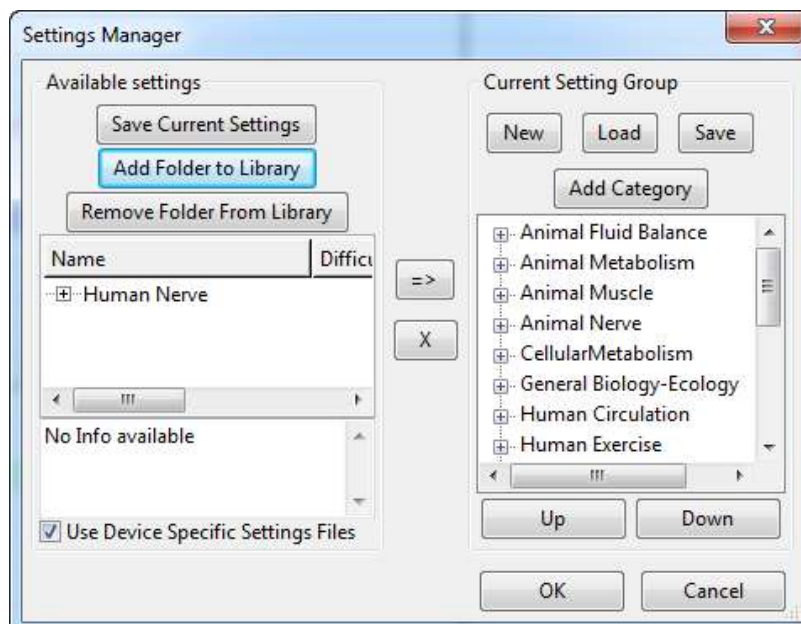 Settings Manager
Available settings
Save Current Settings
Add Folder to Library
Remove Folder From Library
Name Difficu
Human Nerve
No Info available
Use Device Specific Settings Files
=>
X
Current Setting Group
New Load Save
Add Category
Animal Fluid Balance
Animal Metabolism
Animal Muscle
Animal Nerve
CellularMetabolism
General Biology-Ecology
Human Circulation
Human Exercise
Up Down
OK Cancel